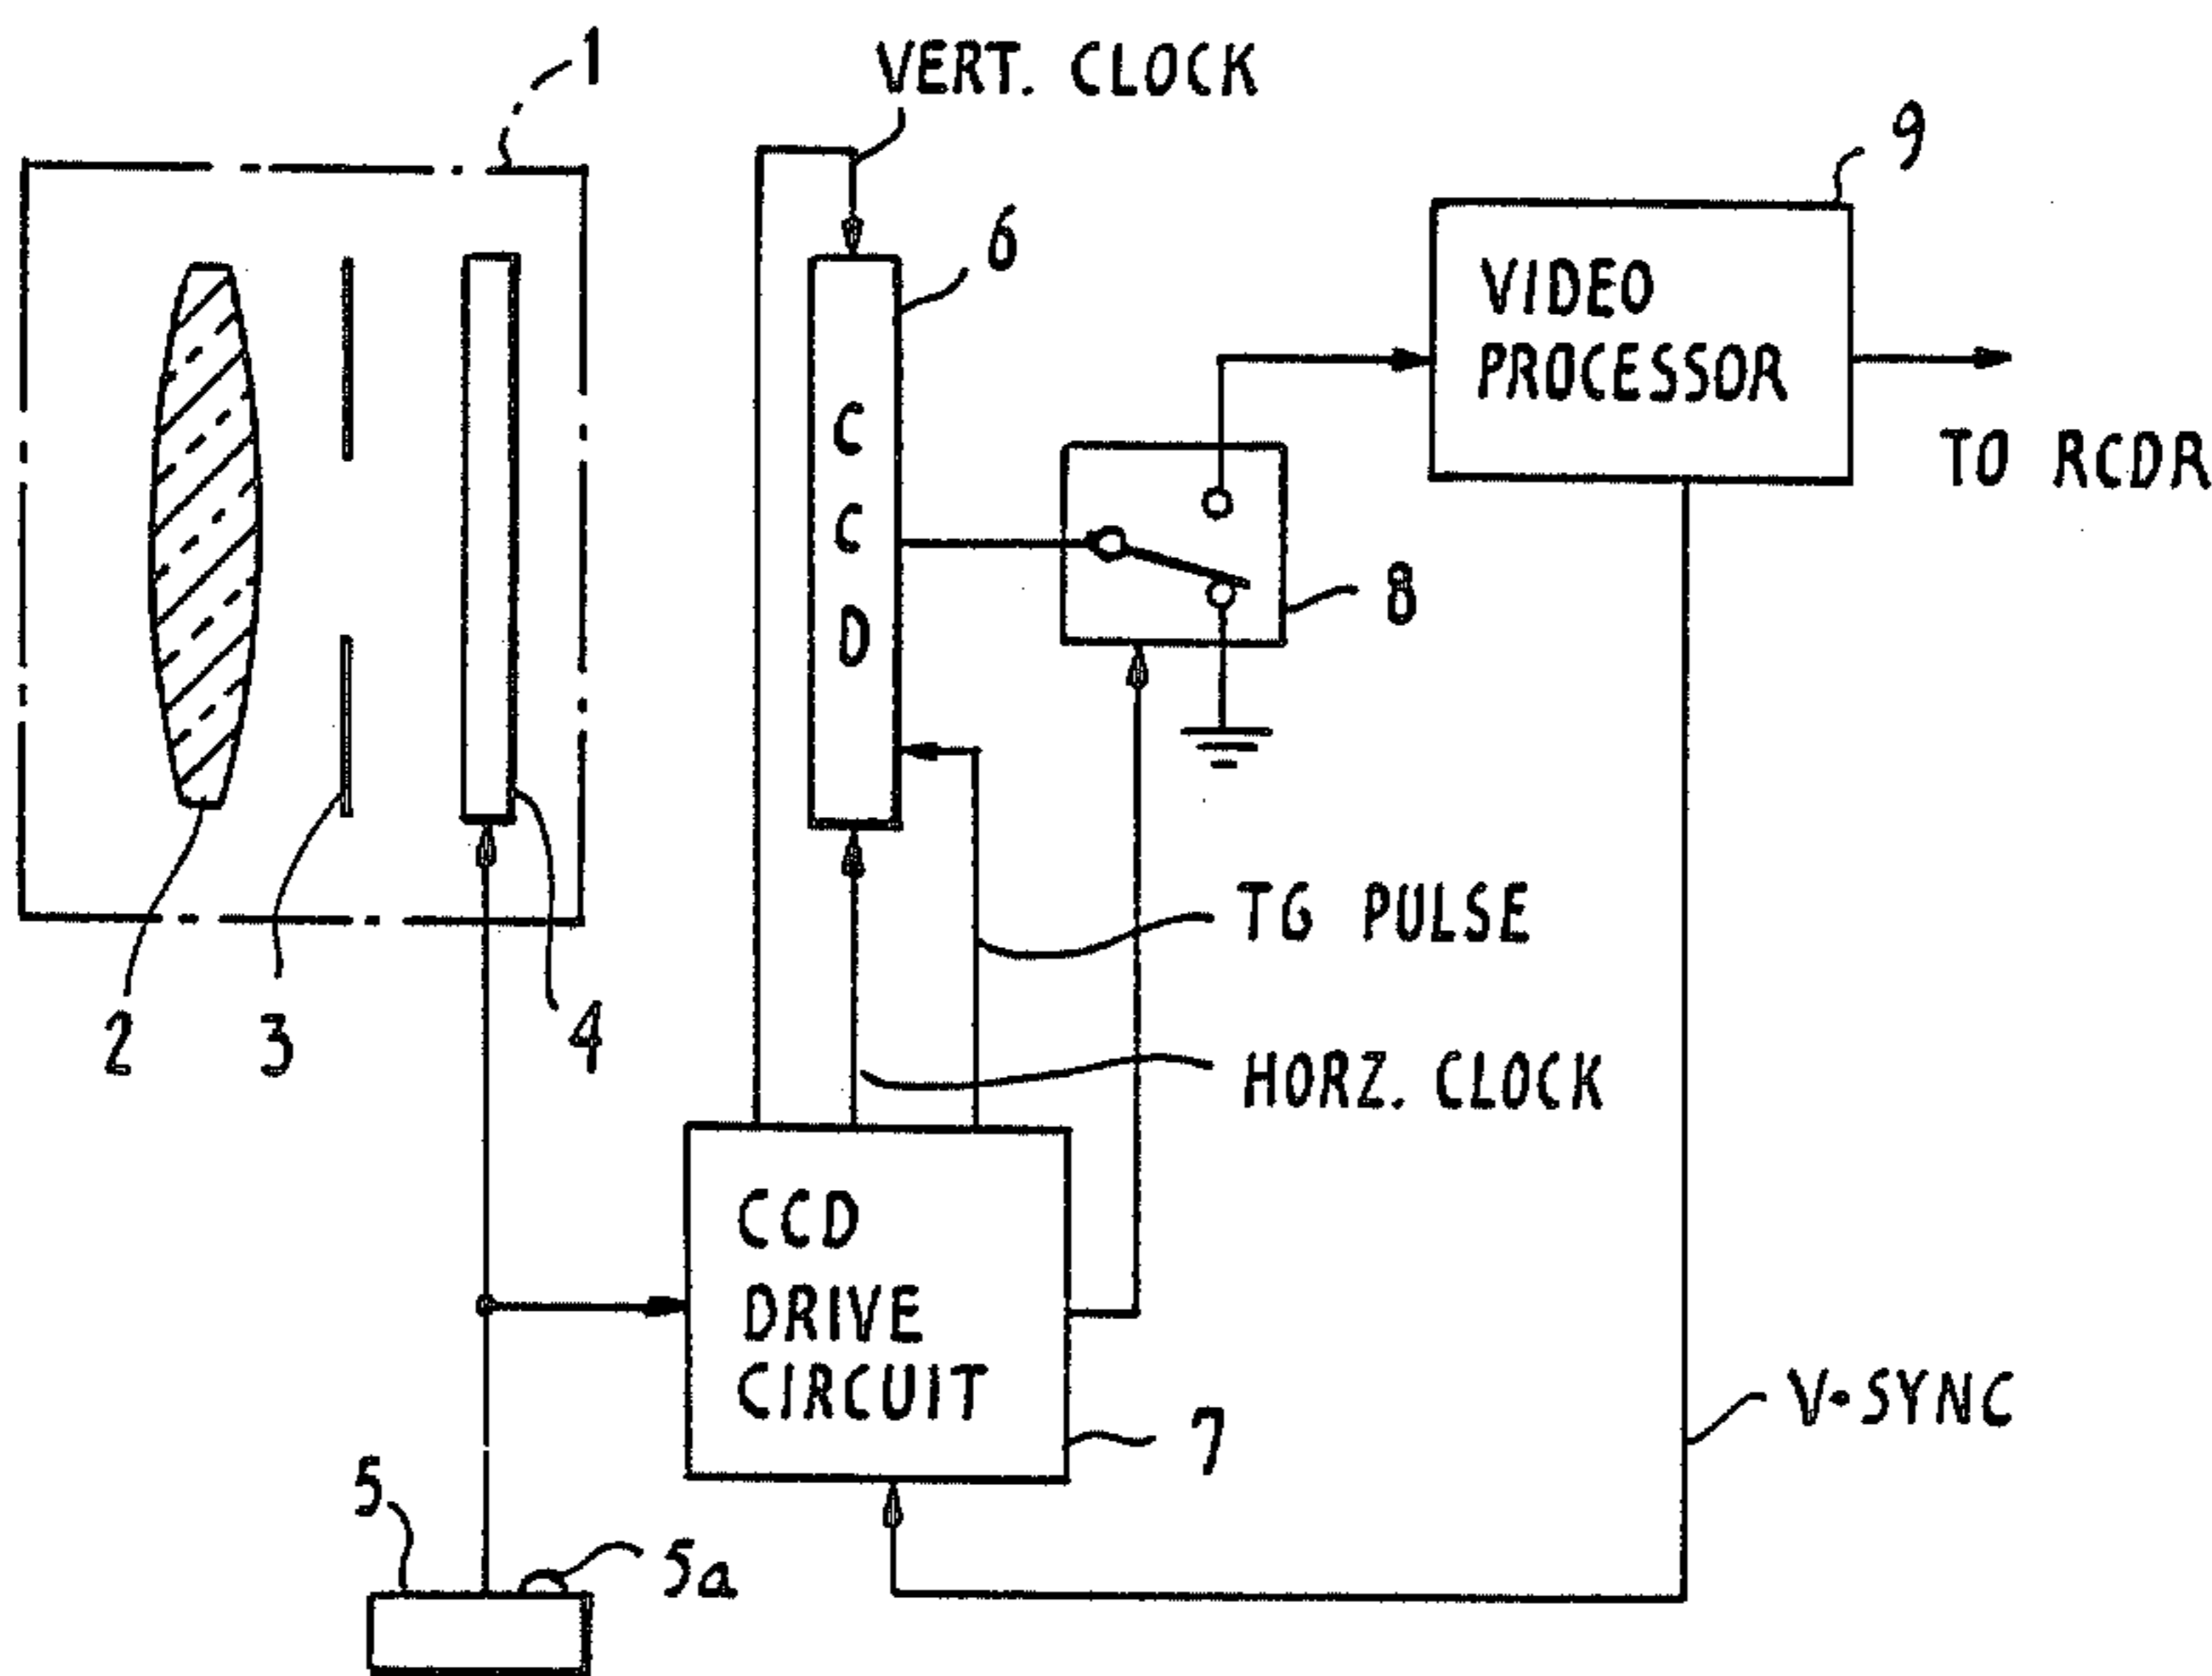 1
VERT. CLOCK
9
6
VIDEO
PROCESSOR
C
C
D
TO RCDR
8
TG PULSE
2
3
4
HORZ. CLOCK
CCD
DRIVE
CIRCUIT
7
V·SYNC
5
5a